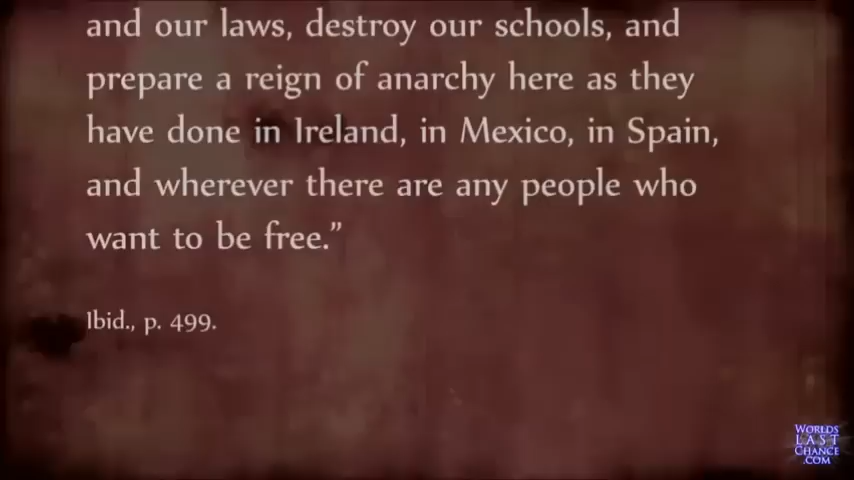 and our laws, destroy our schools, and
prepare a reign of anarchy here as they
have done in Ireland, in Mexico, in Spain,
and wherever there are any people who
want to be free.”
Ibid., p. 499.
WORLDS
LAST
CHANCE
.COM